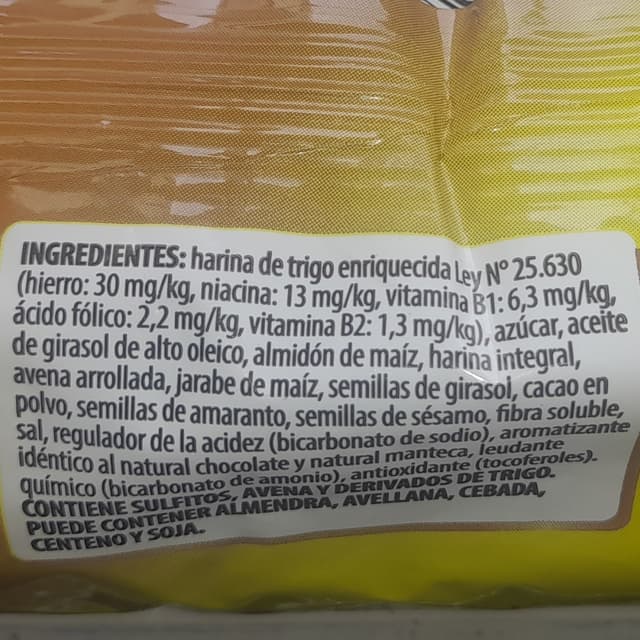 INGREDIENTES: harina de trigo enriquecida Ley Nº 25.630
(hierro: 30 mg/kg, niacina: 13 mg/kg, vitamina B1: 6,3 mg/kg,
ácido fólico: 2,2 mg/kg, vitamina B2: 1,3 mg/kg), azúcar, aceite
de girasol de alto oleico, almidón de maíz, harina integral,
avena arrollada, jarabe de maíz, semillas de girasol, cacao en
polvo, semillas de amaranto, semillas de sésamo, fibra soluble,
sal, regulador de la acidez (bicarbonato de sodio), aromatizante
idéntico al natural chocolate y natural manteca, leudante
químico (bicarbonato de amonio), antioxidante (tocoferoles).
CONTIENE SULFITOS, AVENA Y DERIVADOS DE TRIGO.
PUEDE CONTENER ALMENDRA, AVELLANA, CEBADA,
CENTENO Y SOJA.